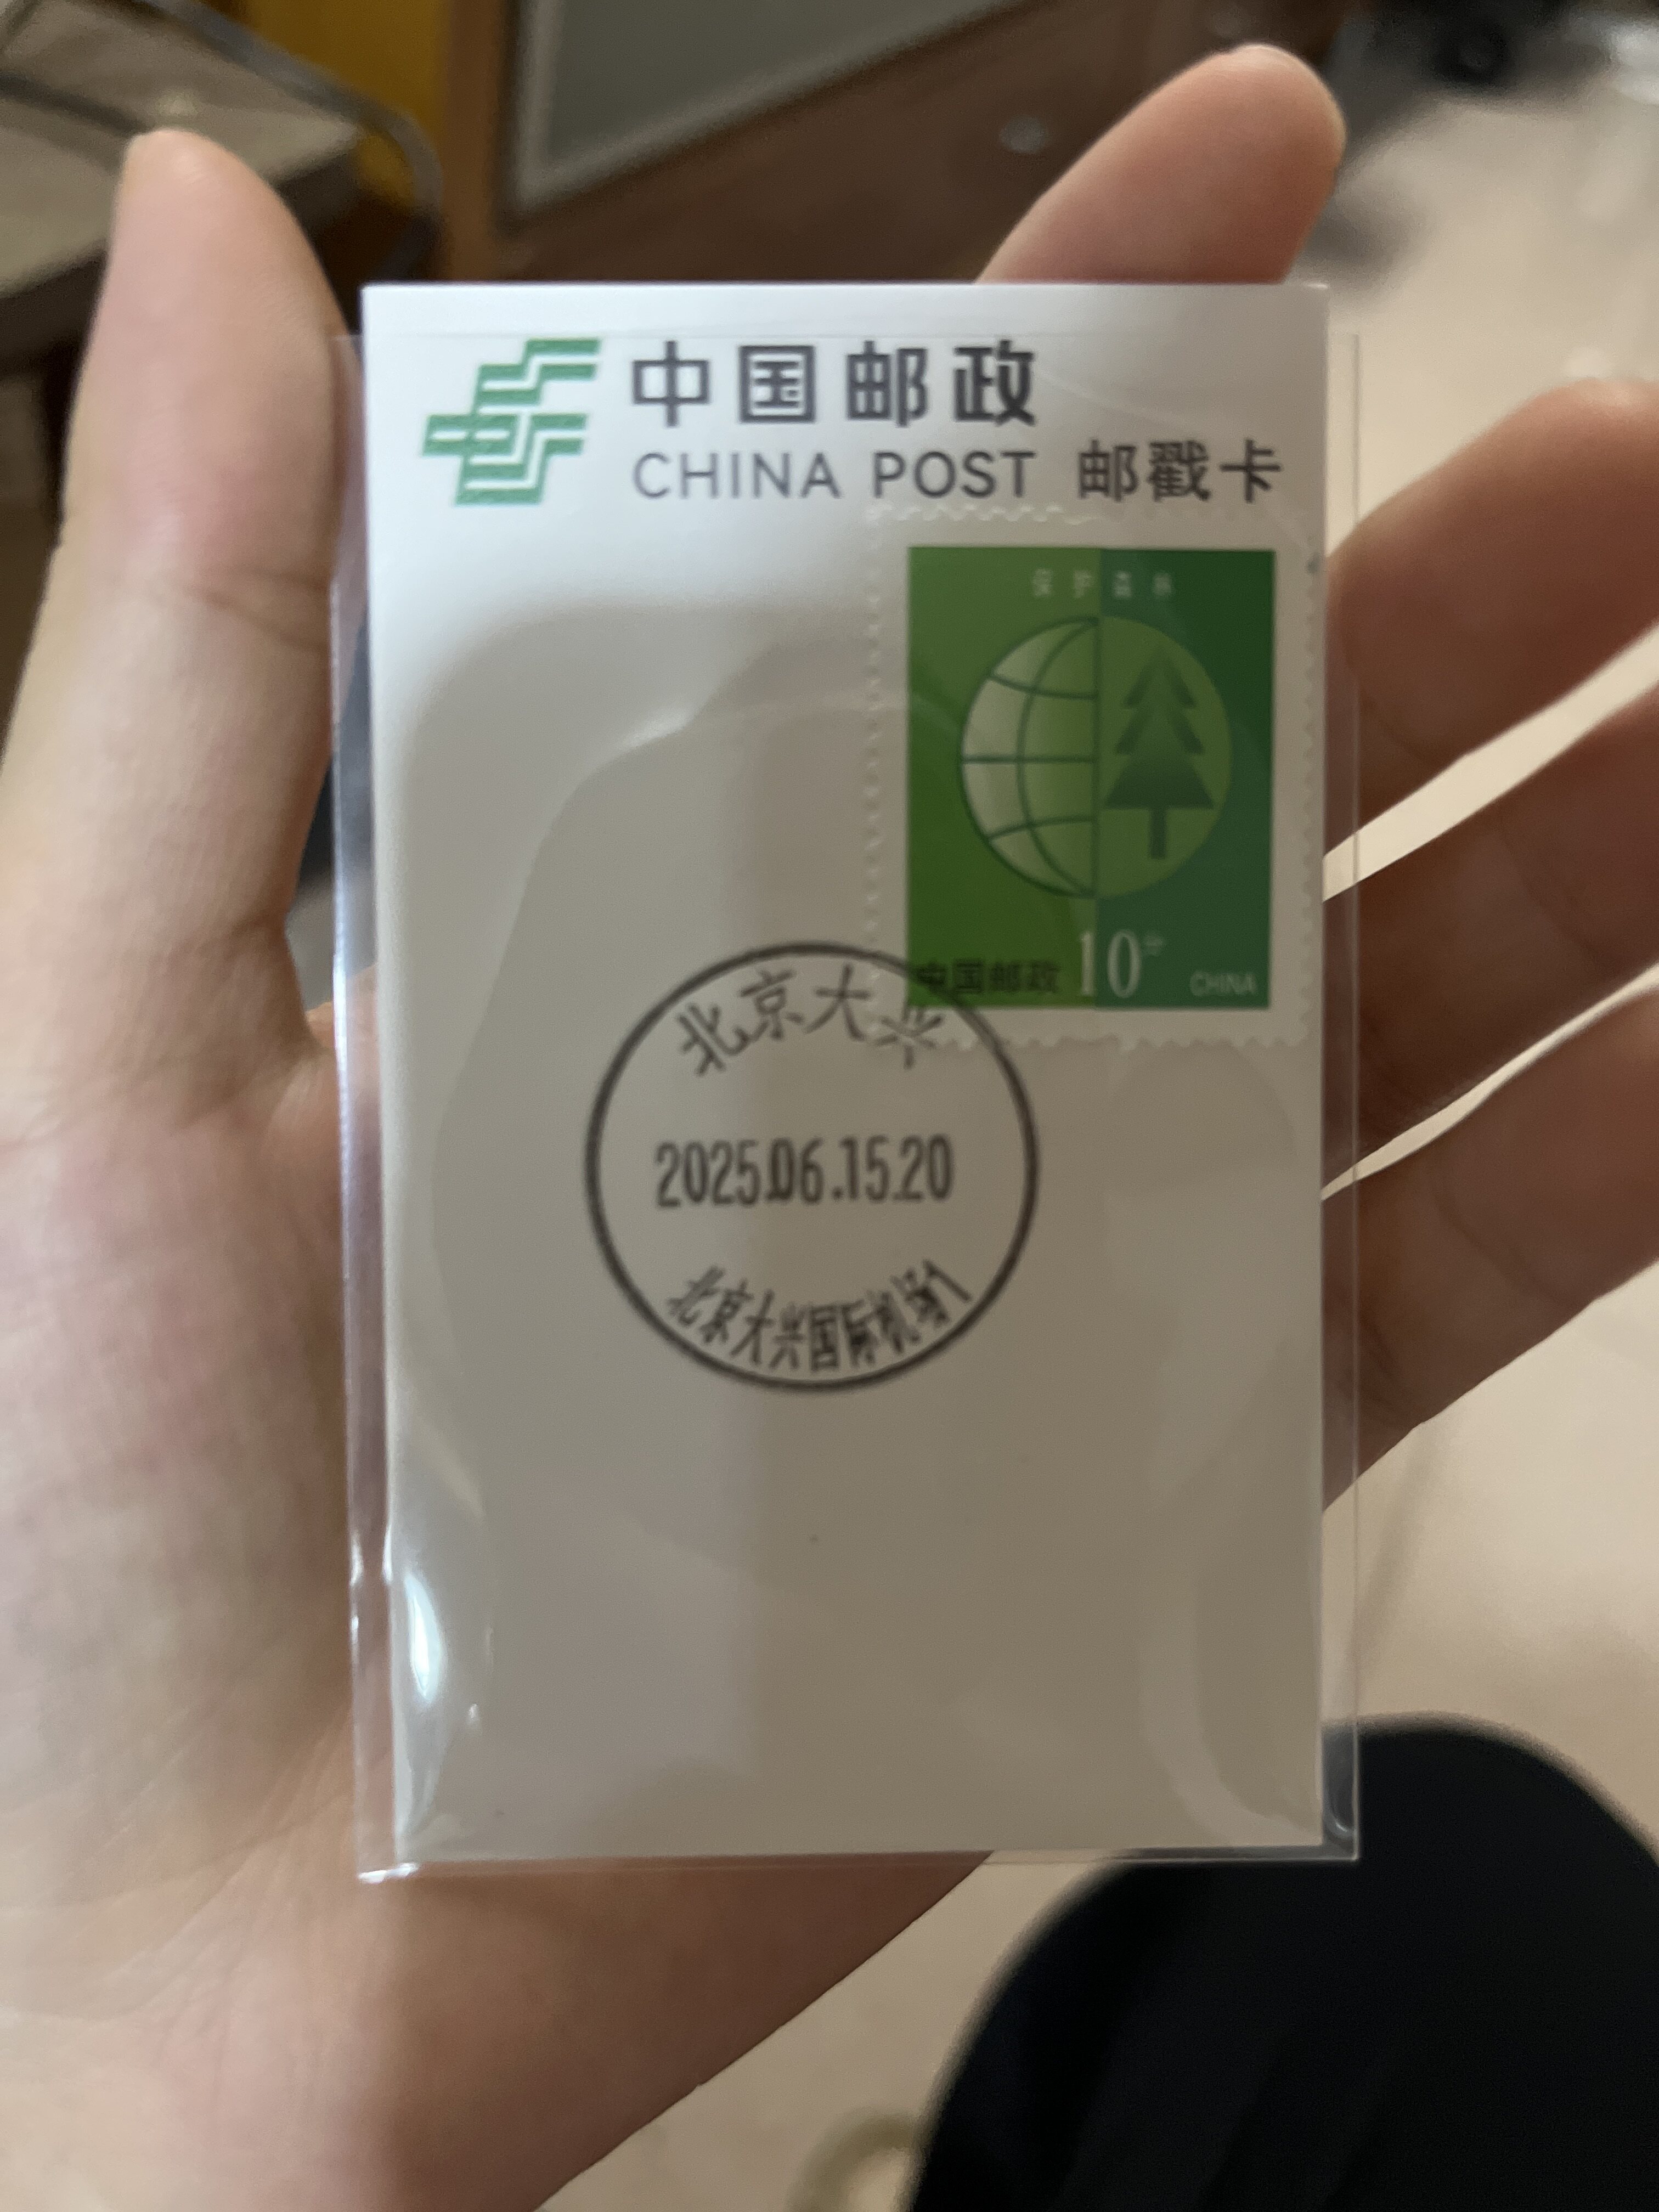 中国邮政
CHINA POST 邮戳卡
保护森林
中国邮政 10分 CHINA
北京大兴
2025.06.15.20
北京大兴国际机场1